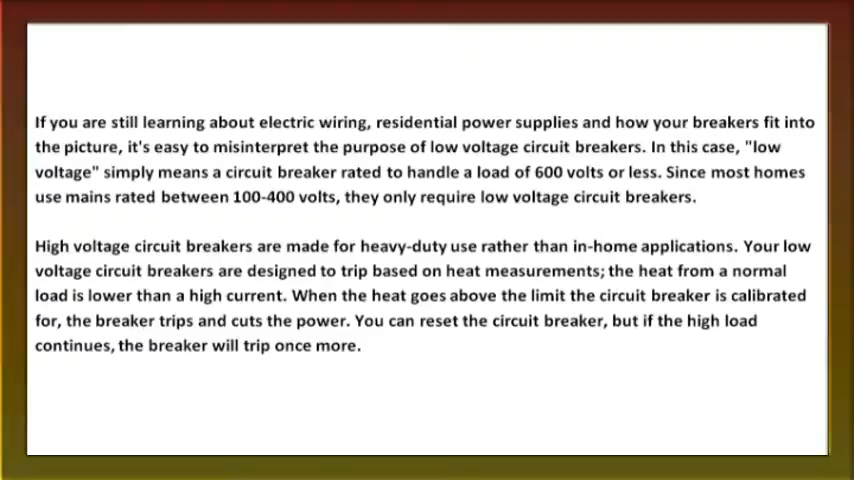 If you are still learning about electric wiring, residential power supplies and how your breakers fit into
the picture, it's easy to misinterpret the purpose of low voltage circuit breakers. In this case, "low
voltage" simply means a circuit breaker rated to handle a load of 600 volts or less. Since most homes
use mains rated between 100-400 volts, they only require low voltage circuit breakers.
High voltage circuit breakers are made for heavy-duty use rather than in-home applications. Your low
voltage circuit breakers are designed to trip based on heat measurements; the heat from a normal
load is lower than a high current. When the heat goes above the limit the circuit breaker is calibrated
for, the breaker trips and cuts the power. You can reset the circuit breaker, but if the high load
continues, the breaker will trip once more.